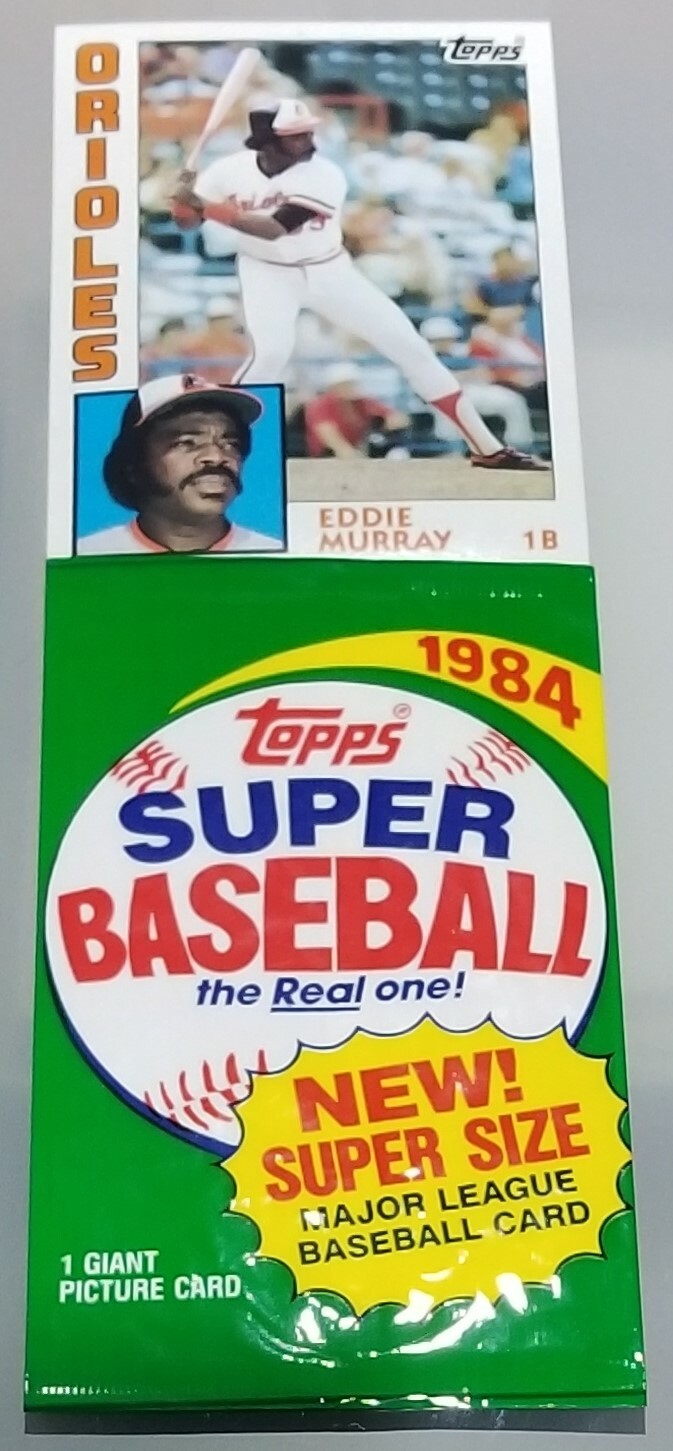 ORIOLES
Topps
Orioles
EDDIE
MURRAY
1B
1984
Topps®
SUPER
BASEBALL
the Real one!
NEW!
SUPER SIZE
MAJOR LEAGUE
BASEBALL CARD
1 GIANT
PICTURE CARD